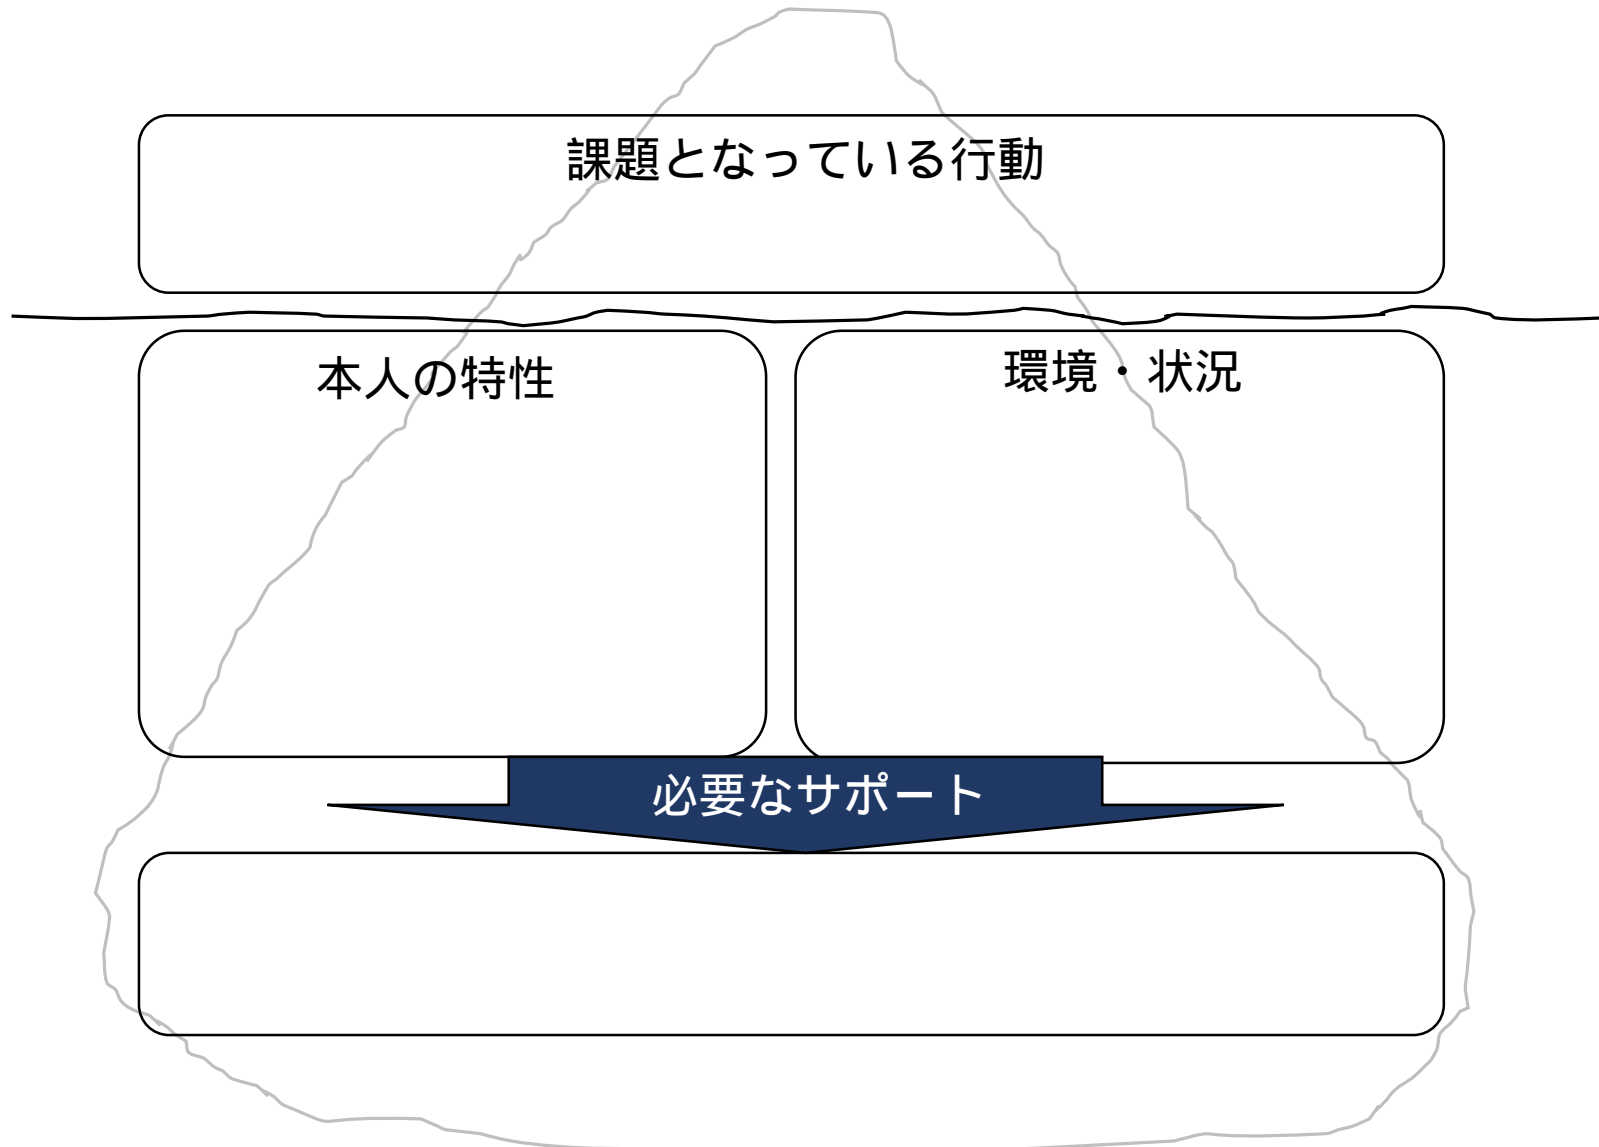 課題となっている行動
本人の特性
環境・状況
必要なサポート